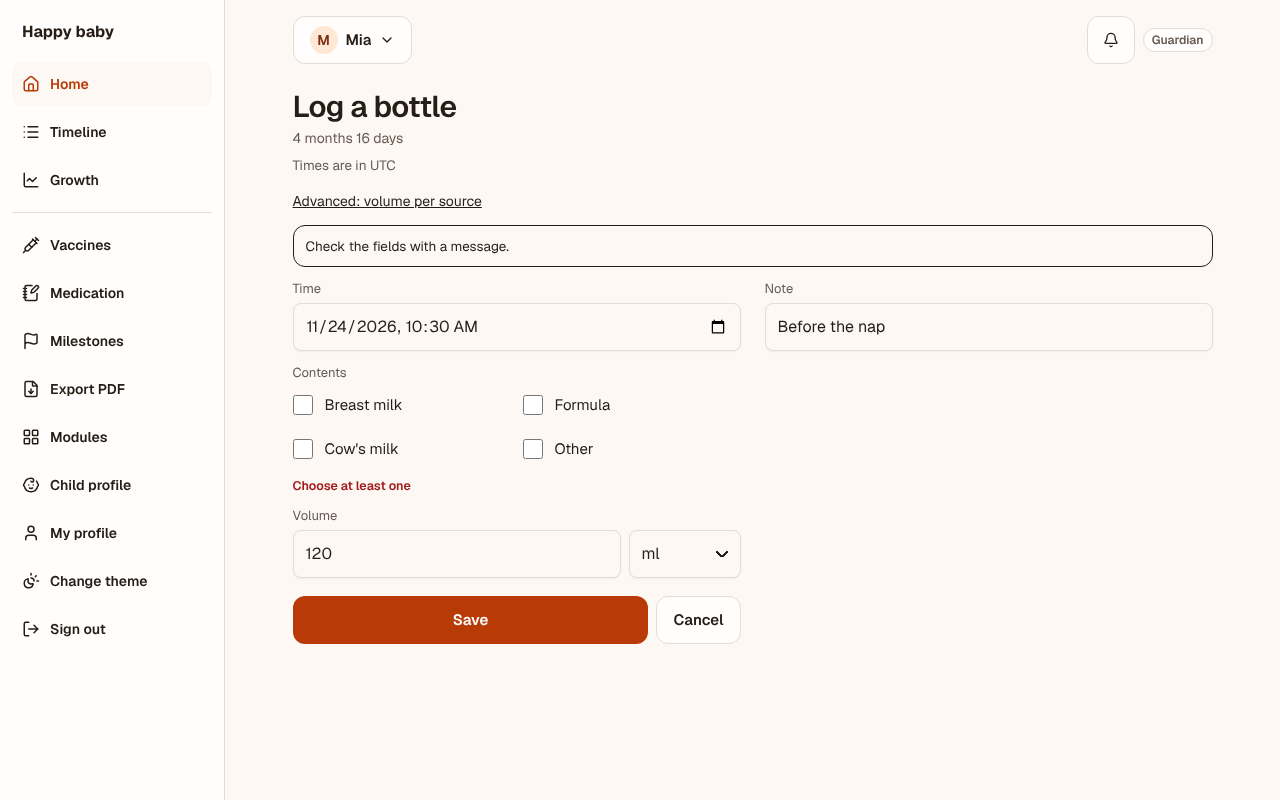 Happy baby
Home
Timeline
Growth
Vaccines
Medication
Milestones
Export PDF
Modules
Child profile
My profile
Change theme
Sign out
M Mia
Guardian
Log a bottle
4 months 16 days
Times are in UTC
Advanced: volume per source
Check the fields with a message.
Time
11/24/2026, 10:30 AM
Note
Before the nap
Contents
Breast milk
Formula
Cow's milk
Other
Choose at least one
Volume
120
ml
Save
Cancel